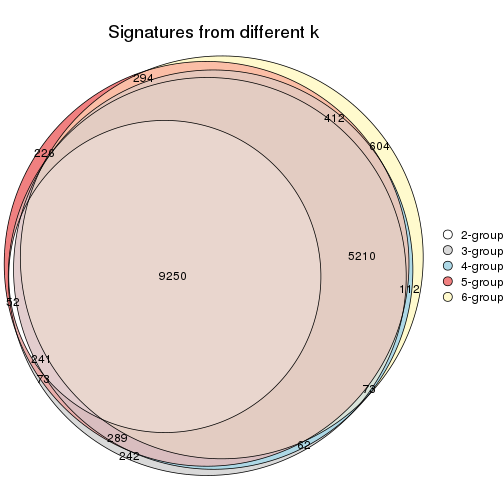 Signatures from different k
294
412
604
226
5210
9250
112
52
241
73
73
289
62
242
2-group
3-group
4-group
5-group
6-group